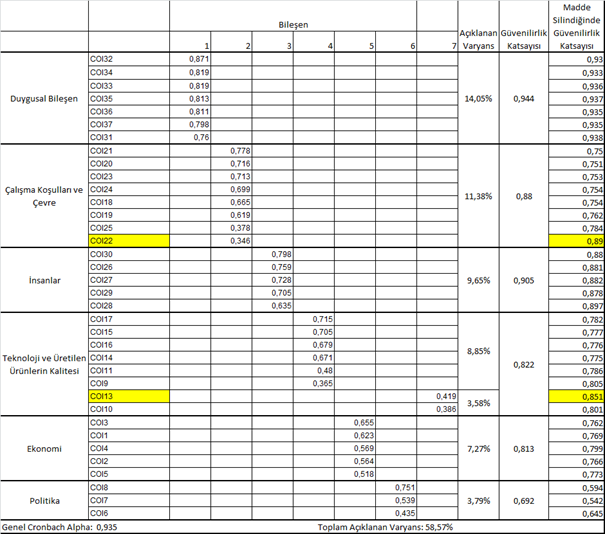 Bileşen Açıklanan Varyans Güvenilirlik Katsayısı Madde Silindiğinde Güvenilirlik Katsayısı
1 2 3 4 5 6 7
Duygusal Bileşen 14,05% 0,944
COI32 0,871 0,93
COI34 0,819 0,933
COI33 0,819 0,936
COI35 0,813 0,937
COI36 0,811 0,935
COI37 0,798 0,935
COI31 0,76 0,938
Çalışma Koşulları ve Çevre 11,38% 0,88
COI21 0,778 0,75
COI20 0,716 0,751
COI23 0,713 0,753
COI24 0,699 0,754
COI18 0,665 0,754
COI19 0,619 0,762
COI25 0,378 0,784
COI22 0,346 0,89
İnsanlar 9,65% 0,905
COI30 0,798 0,88
COI26 0,759 0,881
COI27 0,728 0,882
COI29 0,705 0,878
COI28 0,635 0,897
Teknoloji ve Üretilen Ürünlerin Kalitesi 8,85% 3,58% 0,822
COI17 0,715 0,782
COI15 0,705 0,777
COI16 0,679 0,776
COI14 0,671 0,775
COI11 0,48 0,786
COI9 0,365 0,805
COI13 0,419 0,851
COI10 0,386 0,801
Ekonomi 7,27% 0,813
COI3 0,655 0,762
COI1 0,623 0,769
COI4 0,569 0,799
COI2 0,564 0,766
COI5 0,518 0,773
Politika 3,79% 0,692
COI8 0,751 0,594
COI7 0,539 0,542
COI6 0,435 0,645
Genel Cronbach Alpha: 0,935 Toplam Açıklanan Varyans: 58,57%